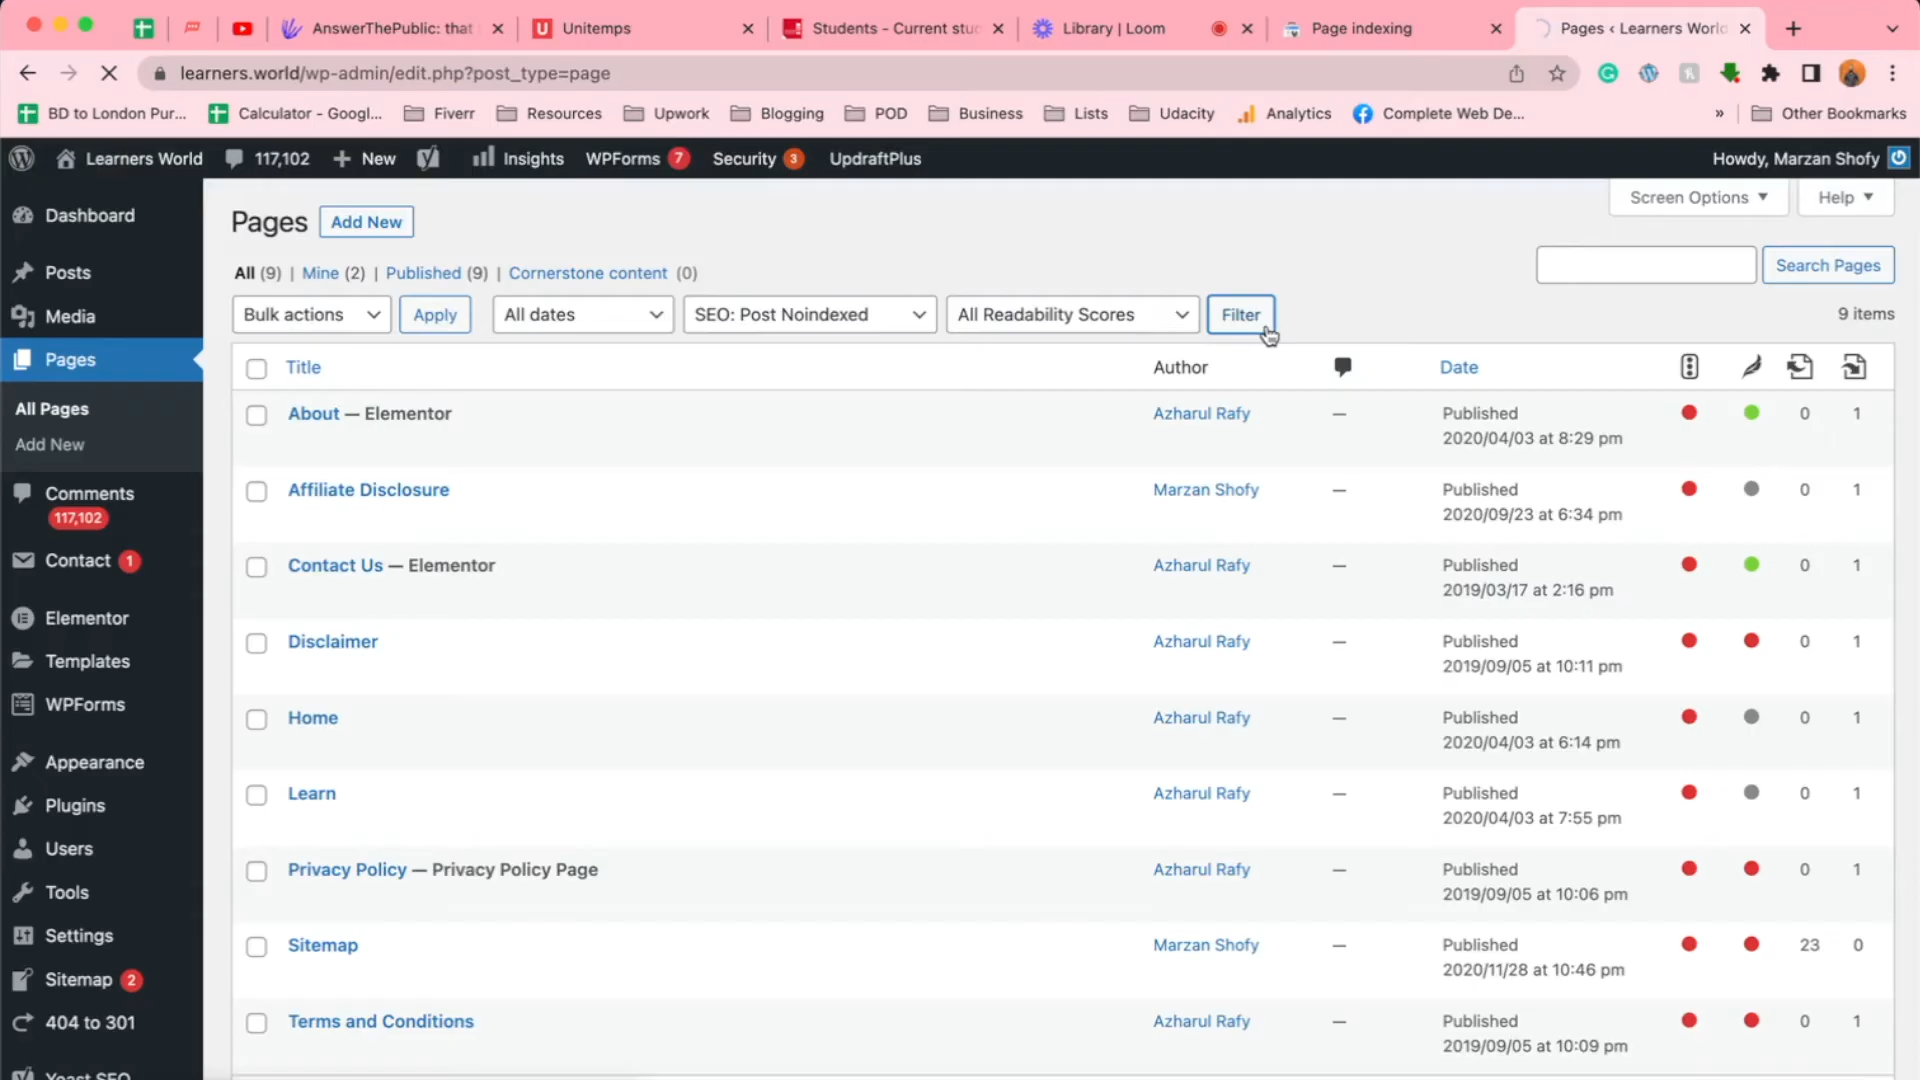 AnswerThePublic: that
Unitemps
Students - Current stu
Library | Loom
Page indexing
Pages ‹ Learners World
learners.world/wp-admin/edit.php?post_type=page
BD to London Pur...
Calculator - Googl...
Fiverr
Resources
Upwork
Blogging
POD
Business
Lists
Udacity
Analytics
Complete Web De...
»
Other Bookmarks
Learners World
117,102
New
Insights
WPForms 7
Security 3
UpdraftPlus
Howdy, Marzan Shofy
Dashboard
Posts
Media
Pages
All Pages
Add New
Comments
117,102
Contact 1
Elementor
Templates
WPForms
Appearance
Plugins
Users
Tools
Settings
Sitemap 2
404 to 301
Yoast SEO
Screen Options
Help
Pages
Add New
All (9) | Mine (2) | Published (9) | Cornerstone content (0)
Search Pages
Bulk actions
Apply
All dates
SEO: Post Noindexed
All Readability Scores
Filter
9 items
Title Author Date
About — Elementor Azharul Rafy — Published 0 1
2020/04/03 at 8:29 pm
Affiliate Disclosure Marzan Shofy — Published 0 1
2020/09/23 at 6:34 pm
Contact Us — Elementor Azharul Rafy — Published 0 1
2019/03/17 at 2:16 pm
Disclaimer Azharul Rafy — Published 0 1
2019/09/05 at 10:11 pm
Home Azharul Rafy — Published 0 1
2020/04/03 at 6:14 pm
Learn Azharul Rafy — Published 0 1
2020/04/03 at 7:55 pm
Privacy Policy — Privacy Policy Page Azharul Rafy — Published 0 1
2019/09/05 at 10:06 pm
Sitemap Marzan Shofy — Published 23 0
2020/11/28 at 10:46 pm
Terms and Conditions Azharul Rafy — Published 0 1
2019/09/05 at 10:09 pm